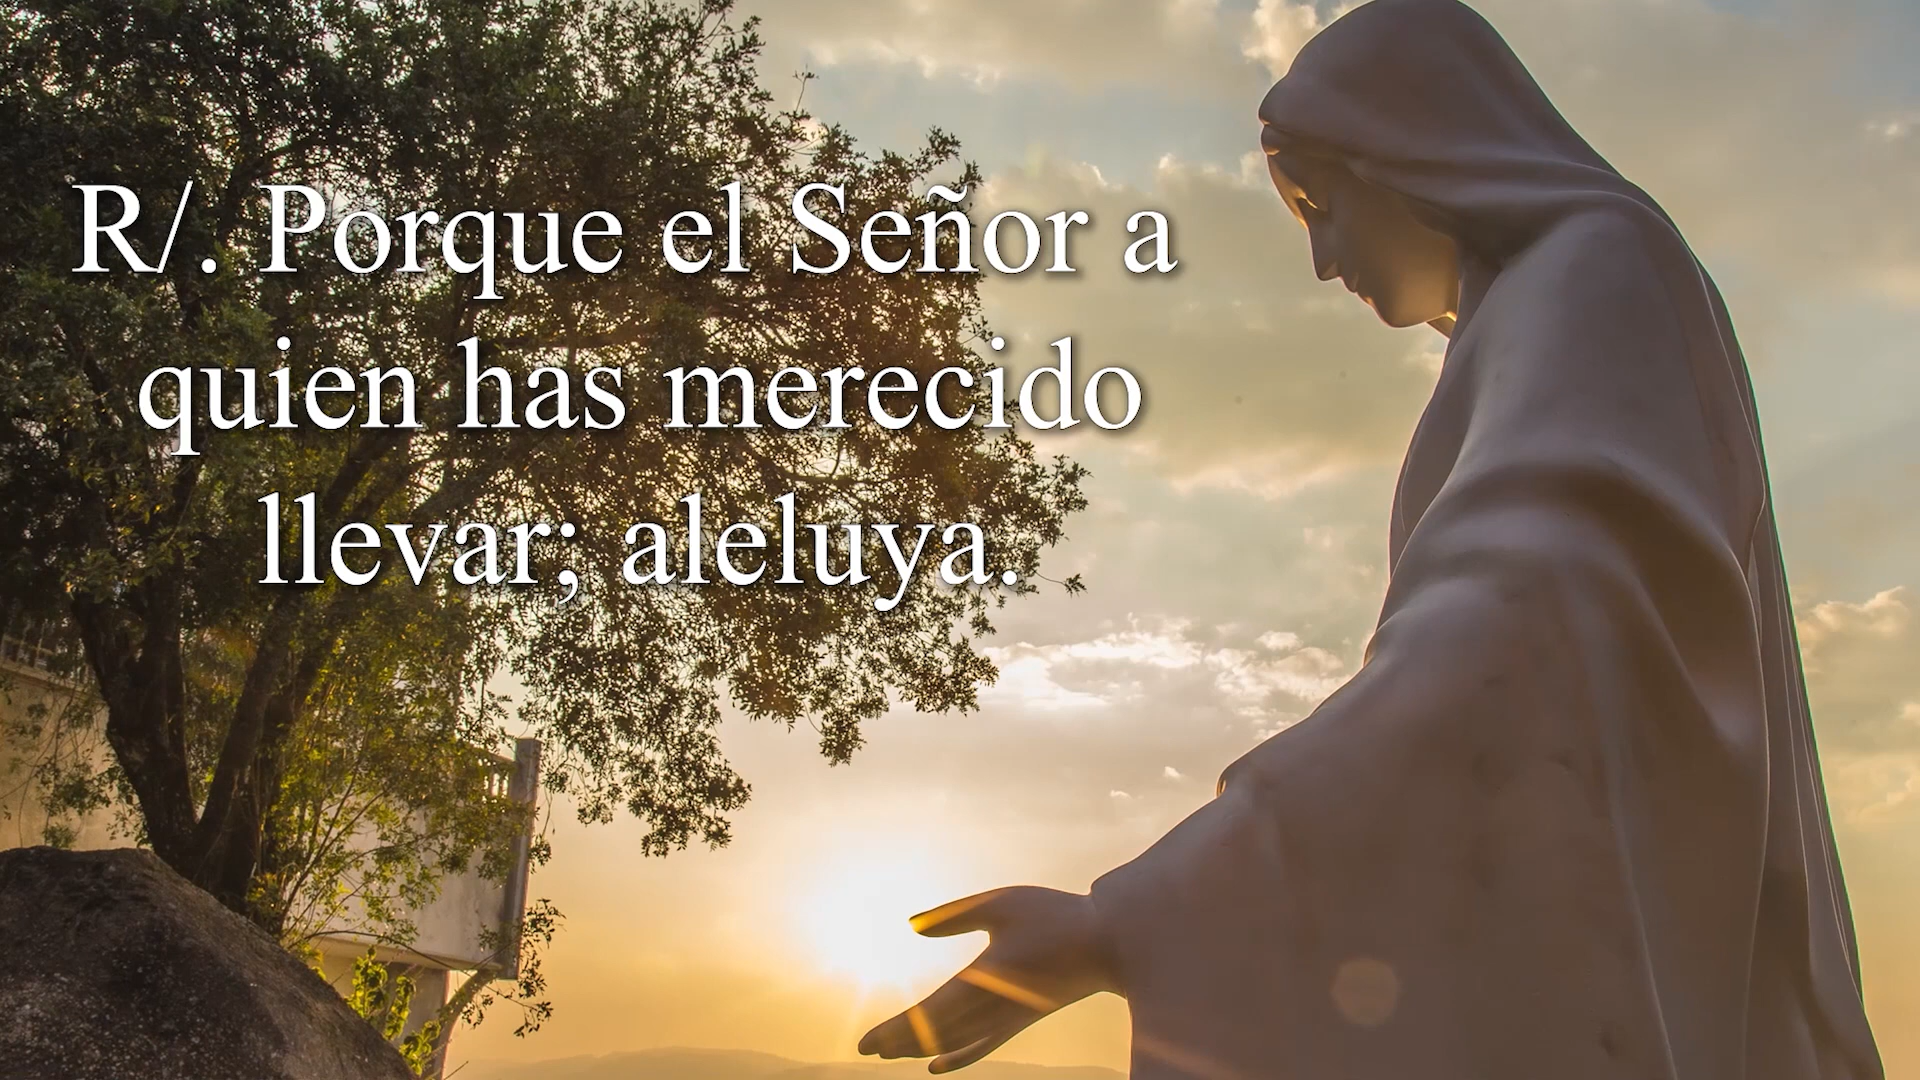 R/. Porque el Señor a
quien has merecido
llevar; aleluya.